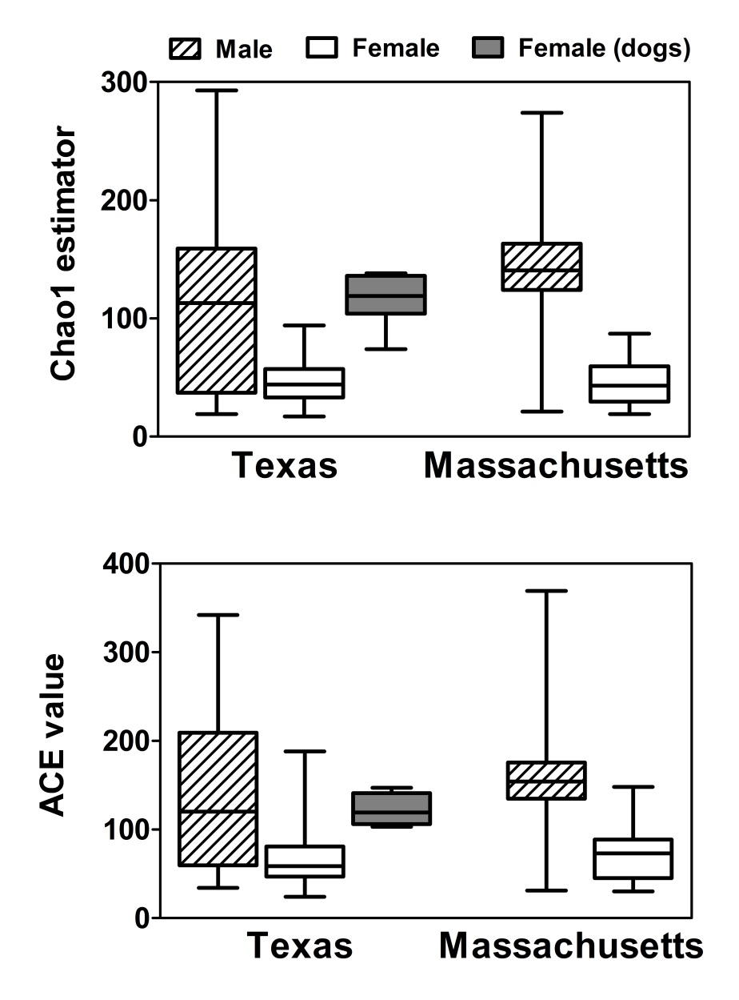 Male Female Female (dogs)
300
200
100
0
Chao1 estimator
Texas Massachusetts
400
300
200
100
0
ACE value
Texas Massachusetts